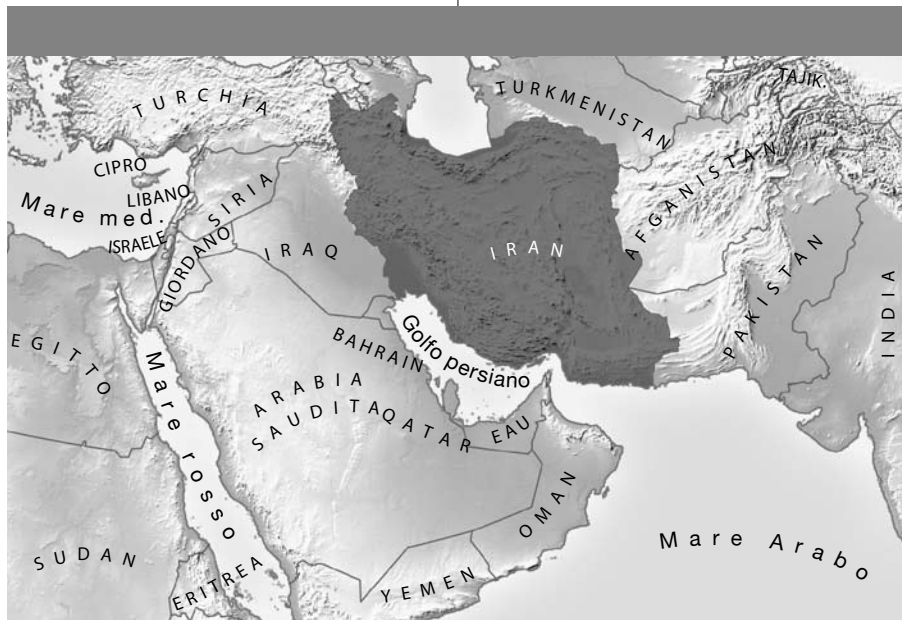 TAJIK.
TURCHIA
TURKMENISTAN
CIPRO
LIBANO
Mare med.
SIRIA
AFGANISTAN
ISRAELE
GIORDANO
IRAQ
IRAN
PAKISTAN
INDIA
EGITTO
Golfo persiano
BAHRAIN
Mare rosso
ARABIA
SAUDITA
QATAR
EAU
OMAN
Mare Arabo
SUDAN
ERITREA
YEMEN